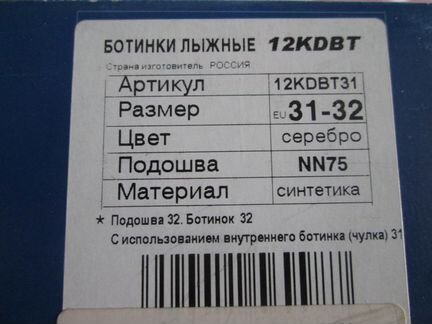 БОТИНКИ ЛЫЖНЫЕ 12KDBT
Страна изготовитель РОССИЯ
Артикул 12KDBT31
Размер EU 31-32
Цвет серебро
Подошва NN75
Материал синтетика
* Подошва 32. Ботинок 32
С использованием внутреннего ботинка (чулка) 31